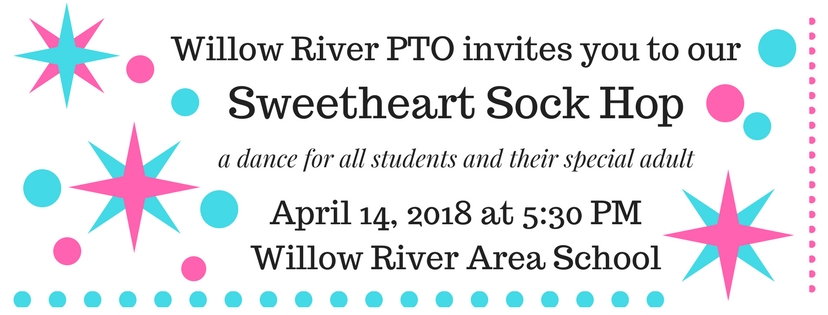 Willow River PTO invites you to our
Sweetheart Sock Hop
a dance for all students and their special adult
April 14, 2018 at 5:30 PM
Willow River Area School